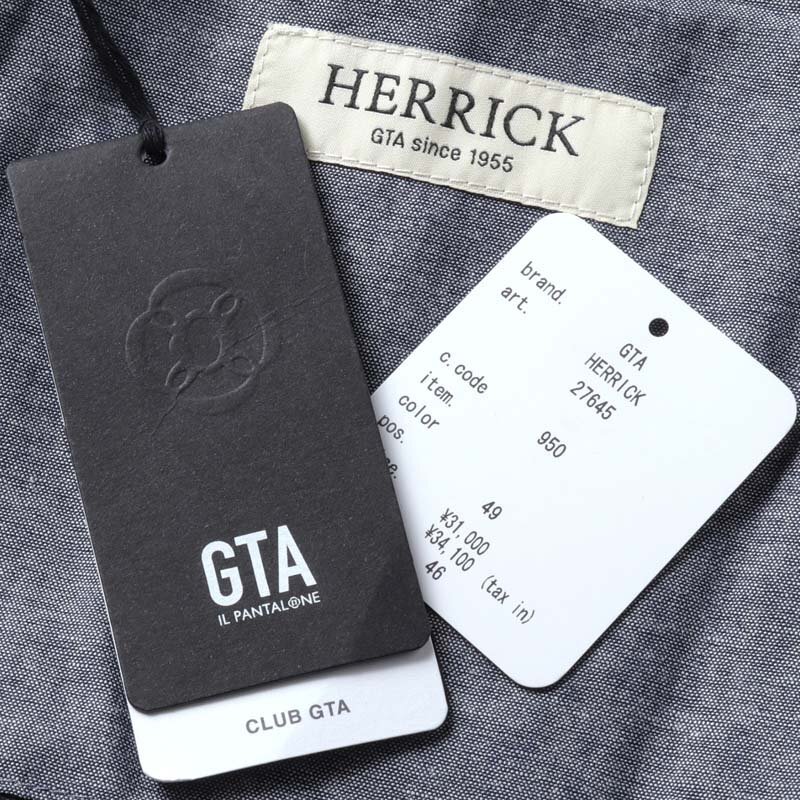 HERRICK
GTA since 1955
brand.
art.
c. code
item.
color
pos.
GTA
HERRICK
27645
950
49
¥31,000
¥34,100 (tax in)
46
GTA
IL PANTAL®NE
CLUB GTA